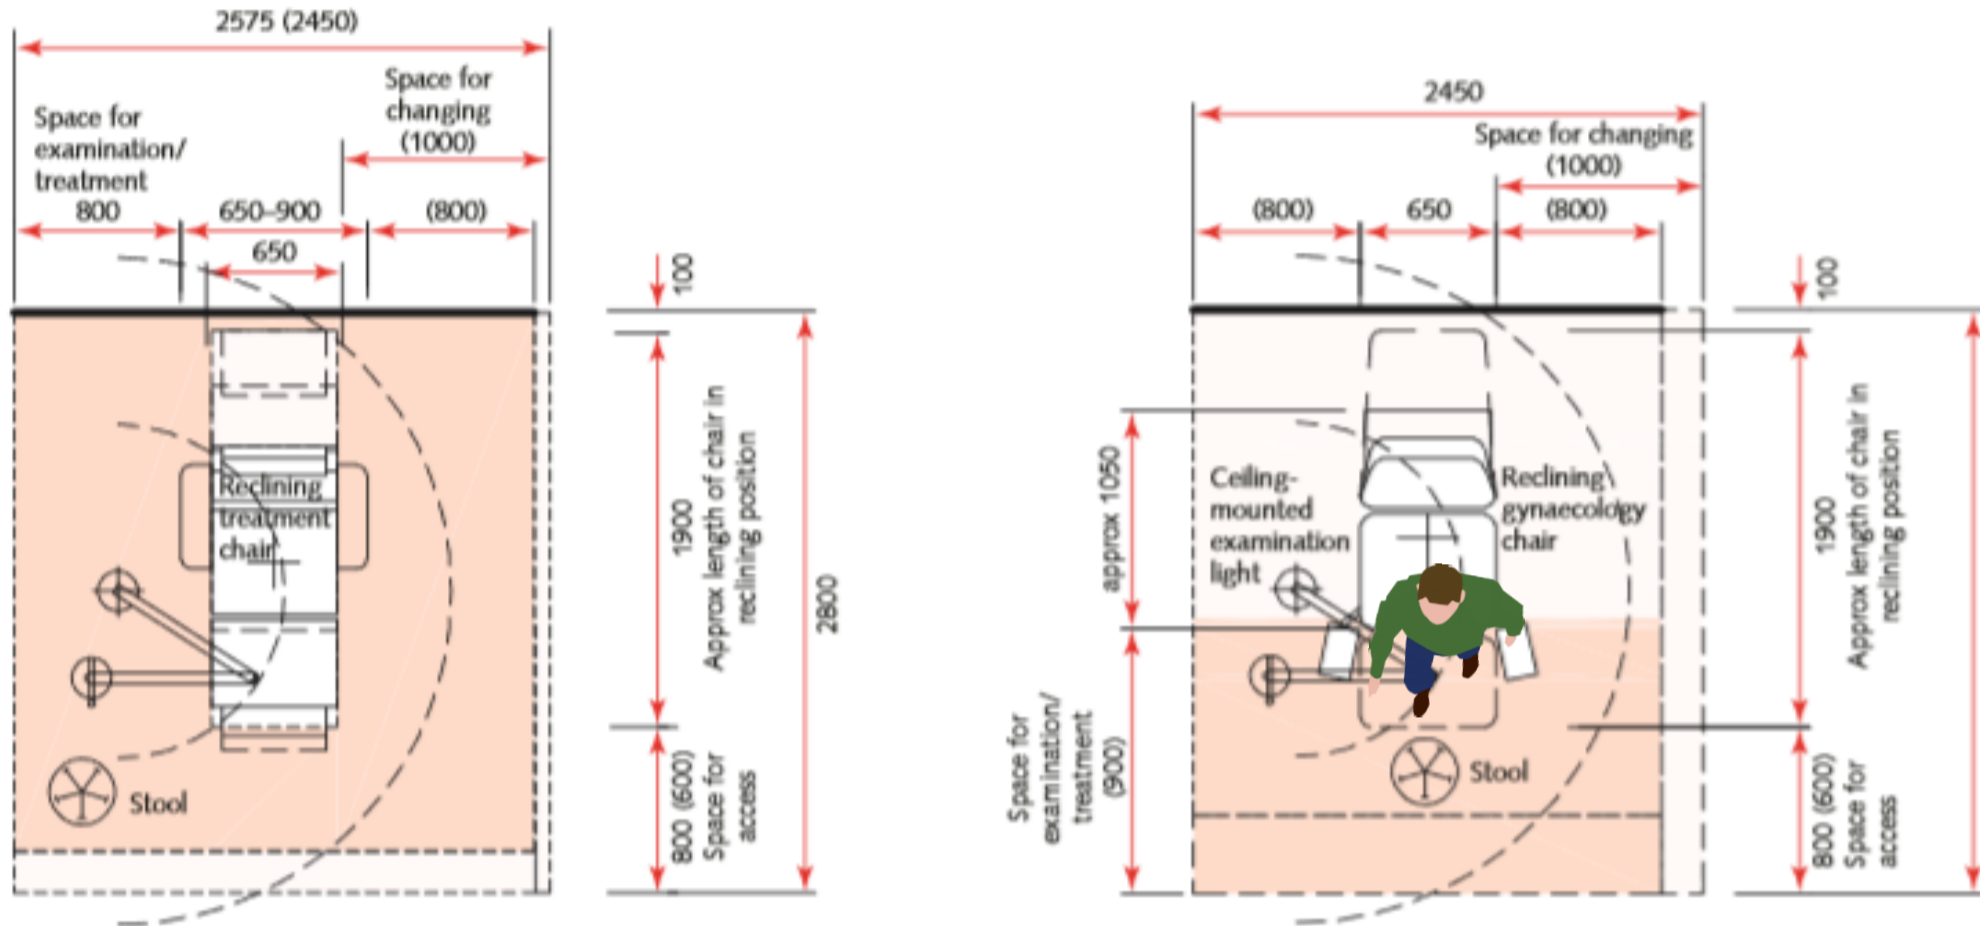 2575 (2450)
Space for
changing
(1000)
Space for
examination/
treatment
800
650–900
(800)
650
100
1900
Approx length of chair in
reclining position
2800
800 (600)
Space for
access
Reclining
treatment
chair
Stool
2450
Space for changing
(1000)
(800)
650
(800)
100
approx 1050
Ceiling-
mounted
examination
light
Reclining
gynaecology
chair
1900
Approx length of chair in
reclining position
Space for
examination/
treatment
(900)
Stool
800 (600)
Space for
access